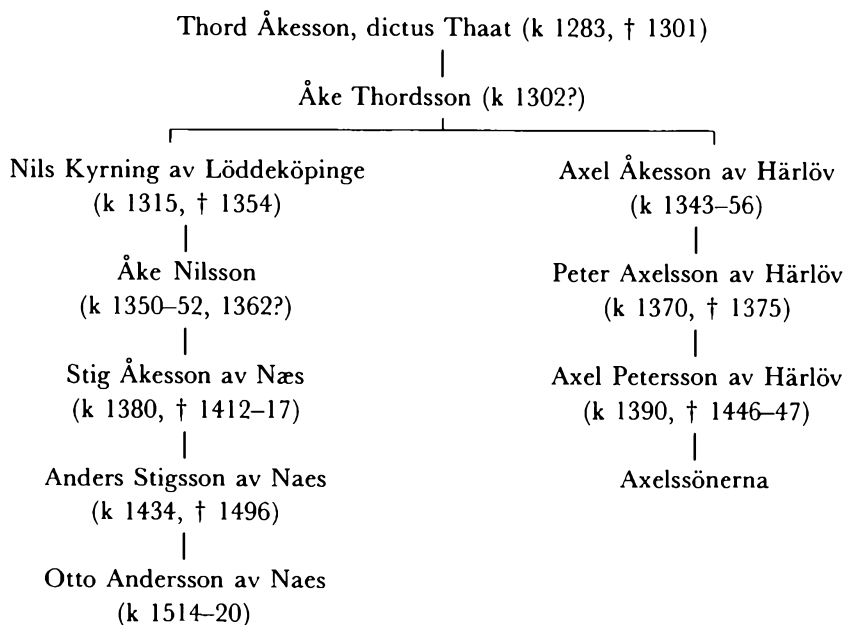 Thord Åkesson, dictus Thaat (k 1283, † 1301)
Åke Thordsson (k 1302?)
Nils Kyrning av Löddeköpinge
(k 1315, † 1354)
Åke Nilsson
(k 1350–52, 1362?)
Stig Åkesson av Næs
(k 1380, † 1412–17)
Anders Stigsson av Naes
(k 1434, † 1496)
Otto Andersson av Naes
(k 1514–20)
Axel Åkesson av Härlöv
(k 1343–56)
Peter Axelsson av Härlöv
(k 1370, † 1375)
Axel Petersson av Härlöv
(k 1390, † 1446–47)
Axelssönerna